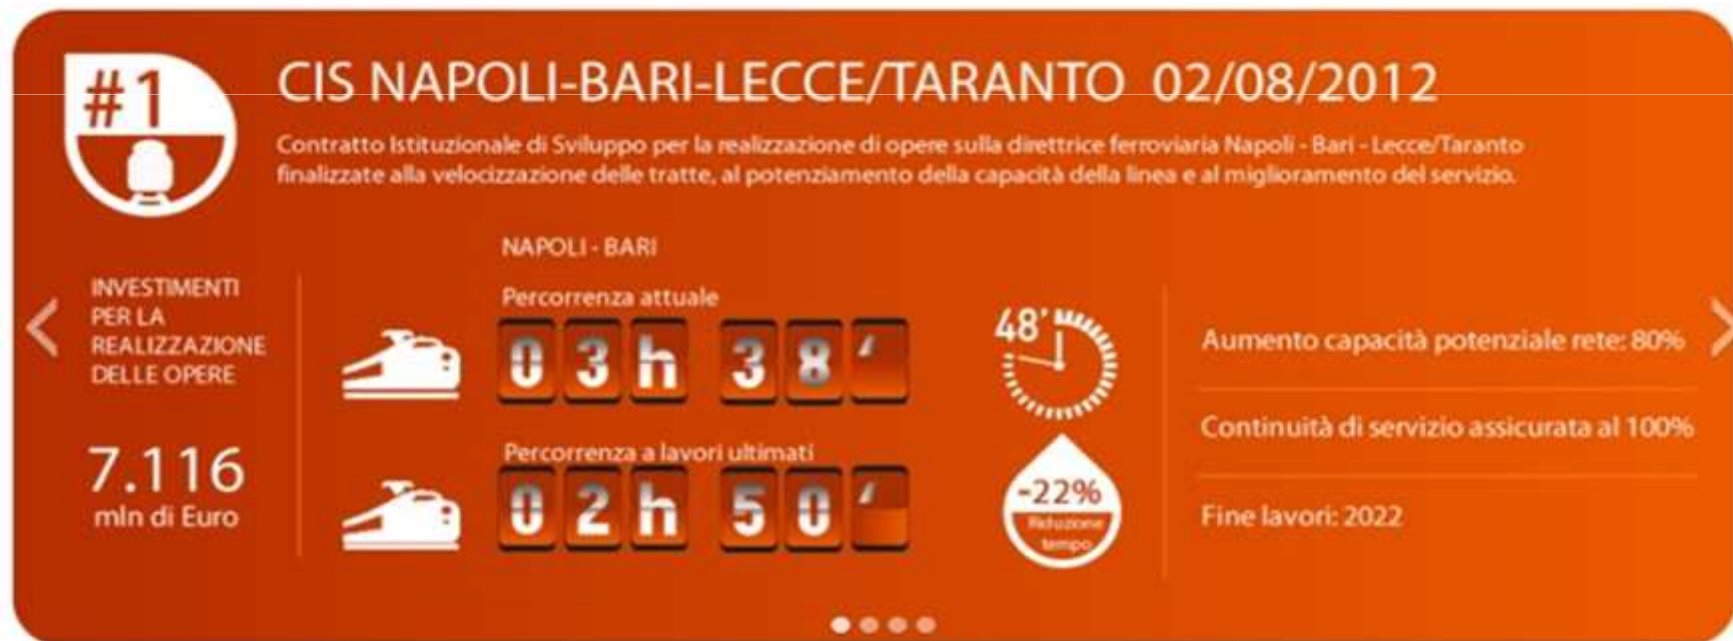 #1
CIS NAPOLI-BARI-LECCE/TARANTO 02/08/2012
Contratto Istituzionale di Sviluppo per la realizzazione di opere sulla direttrice ferroviaria Napoli - Bari - Lecce/Taranto
finalizzate alla velocizzazione delle tratte, al potenziamento della capacità della linea e al miglioramento del servizio.
INVESTIMENTI
PER LA
REALIZZAZIONE
DELLE OPERE
7.116
mln di Euro
NAPOLI - BARI
Percorrenza attuale
03h 38'
Percorrenza a lavori ultimati
02h 50'
48'
-22%
Riduzione
tempo
Aumento capacità potenziale rete: 80%
Continuità di servizio assicurata al 100%
Fine lavori: 2022